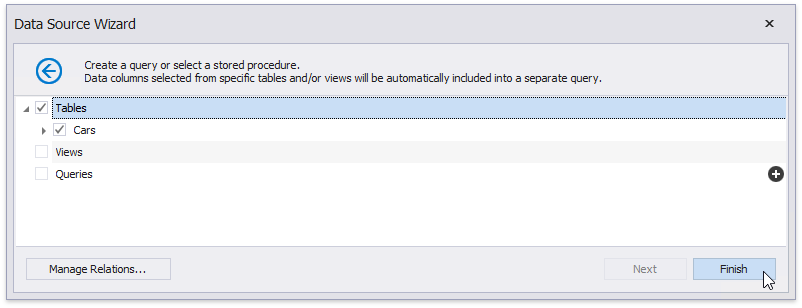 Data Source Wizard
Create a query or select a stored procedure.
Data columns selected from specific tables and/or views will be automatically included into a separate query.
Tables
Cars
Views
Queries
Manage Relations... Next Finish